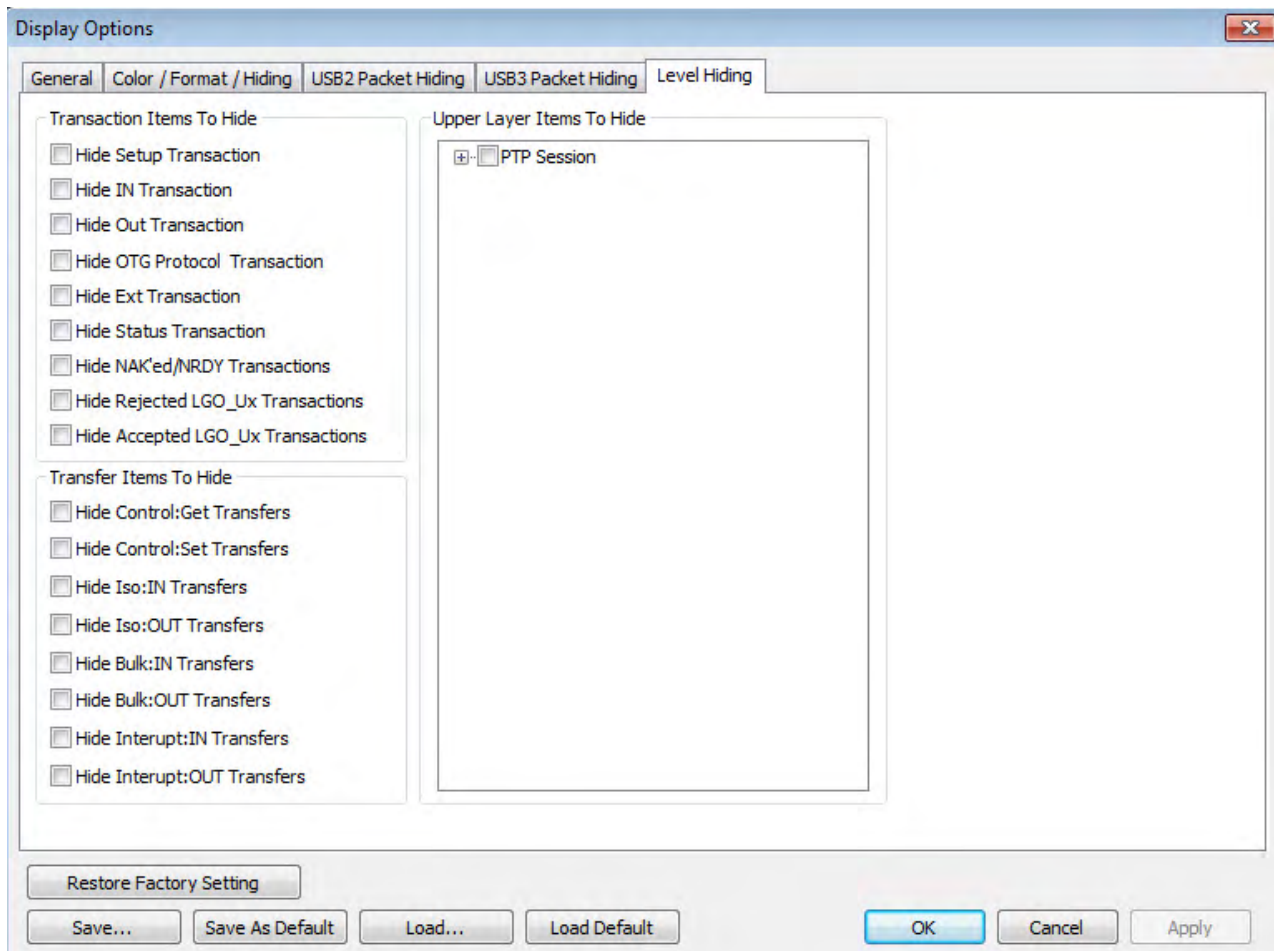 Display Options
General Color / Format / Hiding USB2 Packet Hiding USB3 Packet Hiding Level Hiding
Transaction Items To Hide
Hide Setup Transaction
Hide IN Transaction
Hide Out Transaction
Hide OTG Protocol  Transaction
Hide Ext Transaction
Hide Status Transaction
Hide NAK'ed/NRDY Transactions
Hide Rejected LGO_Ux Transactions
Hide Accepted LGO_Ux Transactions
Transfer Items To Hide
Hide Control:Get Transfers
Hide Control:Set Transfers
Hide Iso:IN Transfers
Hide Iso:OUT Transfers
Hide Bulk:IN Transfers
Hide Bulk:OUT Transfers
Hide Interupt:IN Transfers
Hide Interupt:OUT Transfers
Upper Layer Items To Hide
PTP Session
Restore Factory Setting
Save... Save As Default Load... Load Default OK Cancel Apply